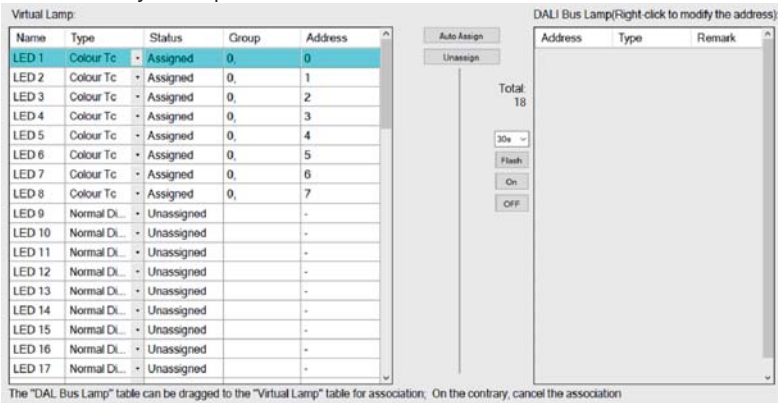 Virtual Lamp:
DALI Bus Lamp(Right-click to modify the address):
Name Type Status Group Address
Auto Assign
Address Type Remark
LED 1 Colour Tc Assigned 0, 0
Unassign
LED 2 Colour Tc Assigned 0, 1
LED 3 Colour Tc Assigned 0, 2
Total:
18
LED 4 Colour Tc Assigned 0, 3
LED 5 Colour Tc Assigned 0, 4
30s
LED 6 Colour Tc Assigned 0, 5
Flash
LED 7 Colour Tc Assigned 0, 6
On
LED 8 Colour Tc Assigned 0, 7
OFF
LED 9 Normal Di... Unassigned -
LED 10 Normal Di... Unassigned -
LED 11 Normal Di... Unassigned -
LED 12 Normal Di... Unassigned -
LED 13 Normal Di... Unassigned -
LED 14 Normal Di... Unassigned -
LED 15 Normal Di... Unassigned -
LED 16 Normal Di... Unassigned -
LED 17 Normal Di... Unassigned -
The "DAL Bus Lamp" table can be dragged to the "Virtual Lamp" table for association; On the contrary, cancel the association